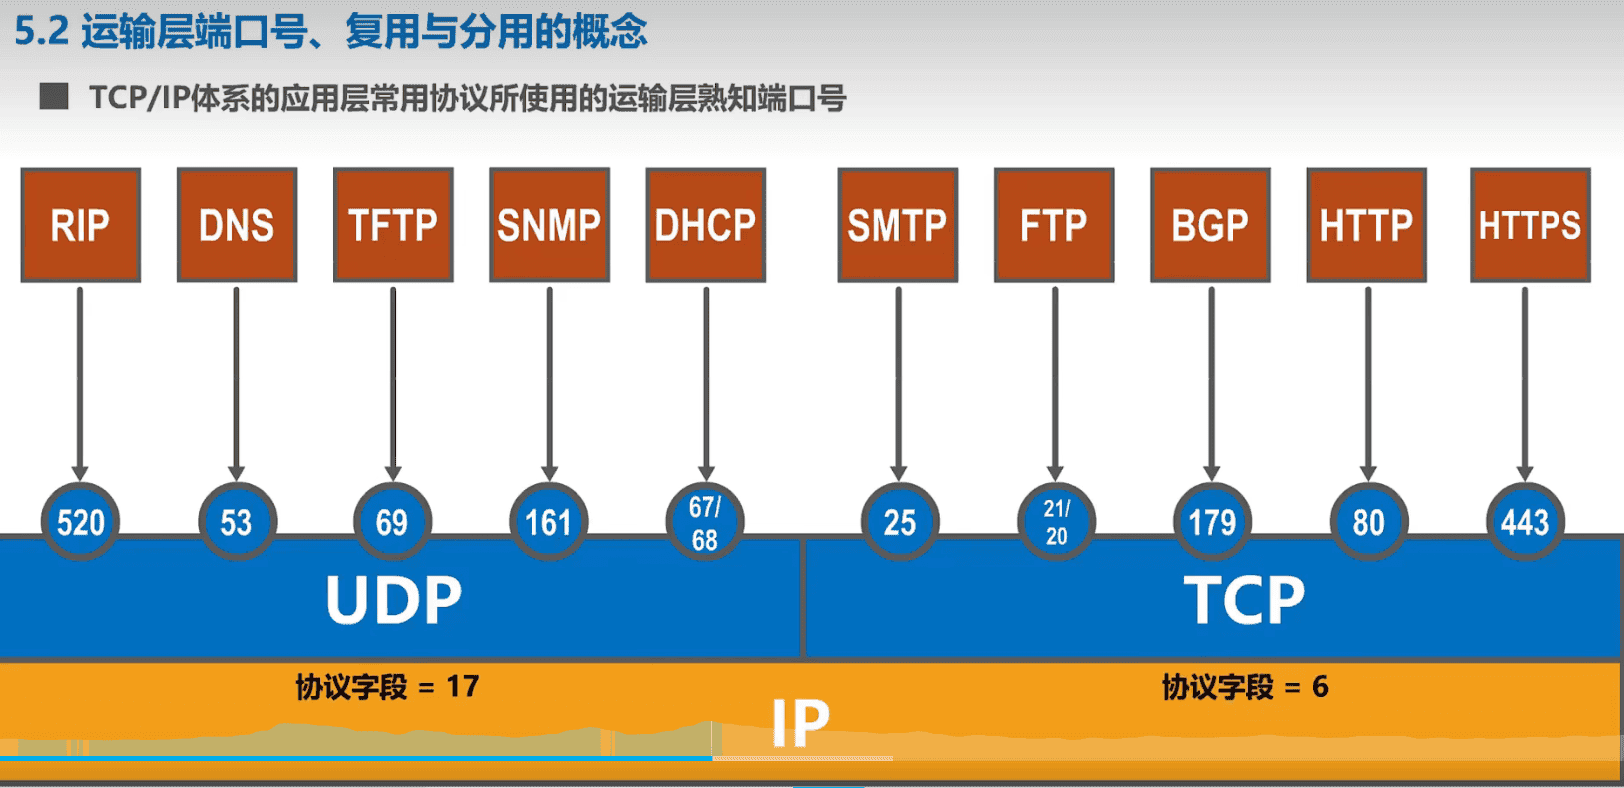 5.2 运输层端口号、复用与分用的概念
■ TCP/IP体系的应用层常用协议所使用的运输层熟知端口号
RIP DNS TFTP SNMP DHCP SMTP FTP BGP HTTP HTTPS
520 53 69 161 67/ 25 21/ 179 80 443
68 20
UDP TCP
协议字段 = 17 协议字段 = 6
IP